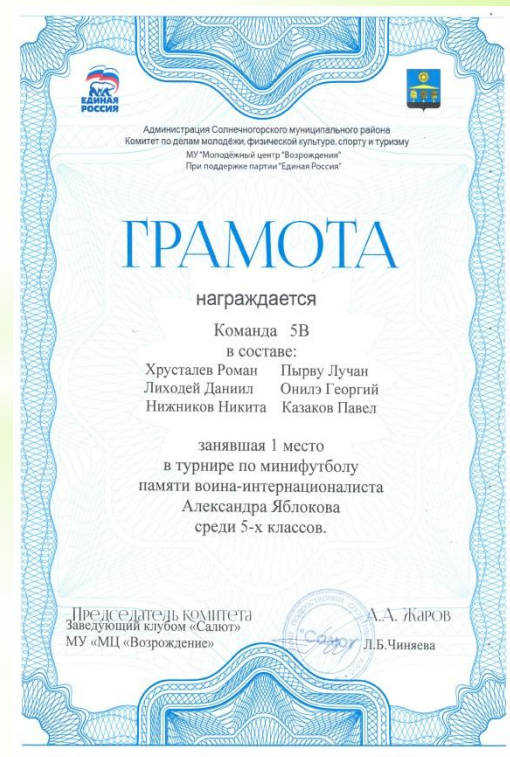 ЕДИНАЯ
РОССИЯ
Администрация Солнечногорского муниципального района
Комитет по делам молодёжи, физической культуре, спорту и туризму
МУ "Молодёжный центр "Возрождения"
При поддержке партии "Единая Россия"
ГРАМОТА
награждается
Команда 5В
в составе:
Хрусталев Роман Пырву Лучан
Лиходей Даниил Онилэ Георгий
Нижников Никита Казаков Павел
занявшая 1 место
в турнире по минифутболу
памяти воина-интернационалиста
Александра Яблокова
среди 5-х классов.
Председатель комитета А.А. Жаров
Заведующий клубом «Салют»
МУ «МЦ «Возрождение» Л.Б.Чиняева
"Салют"